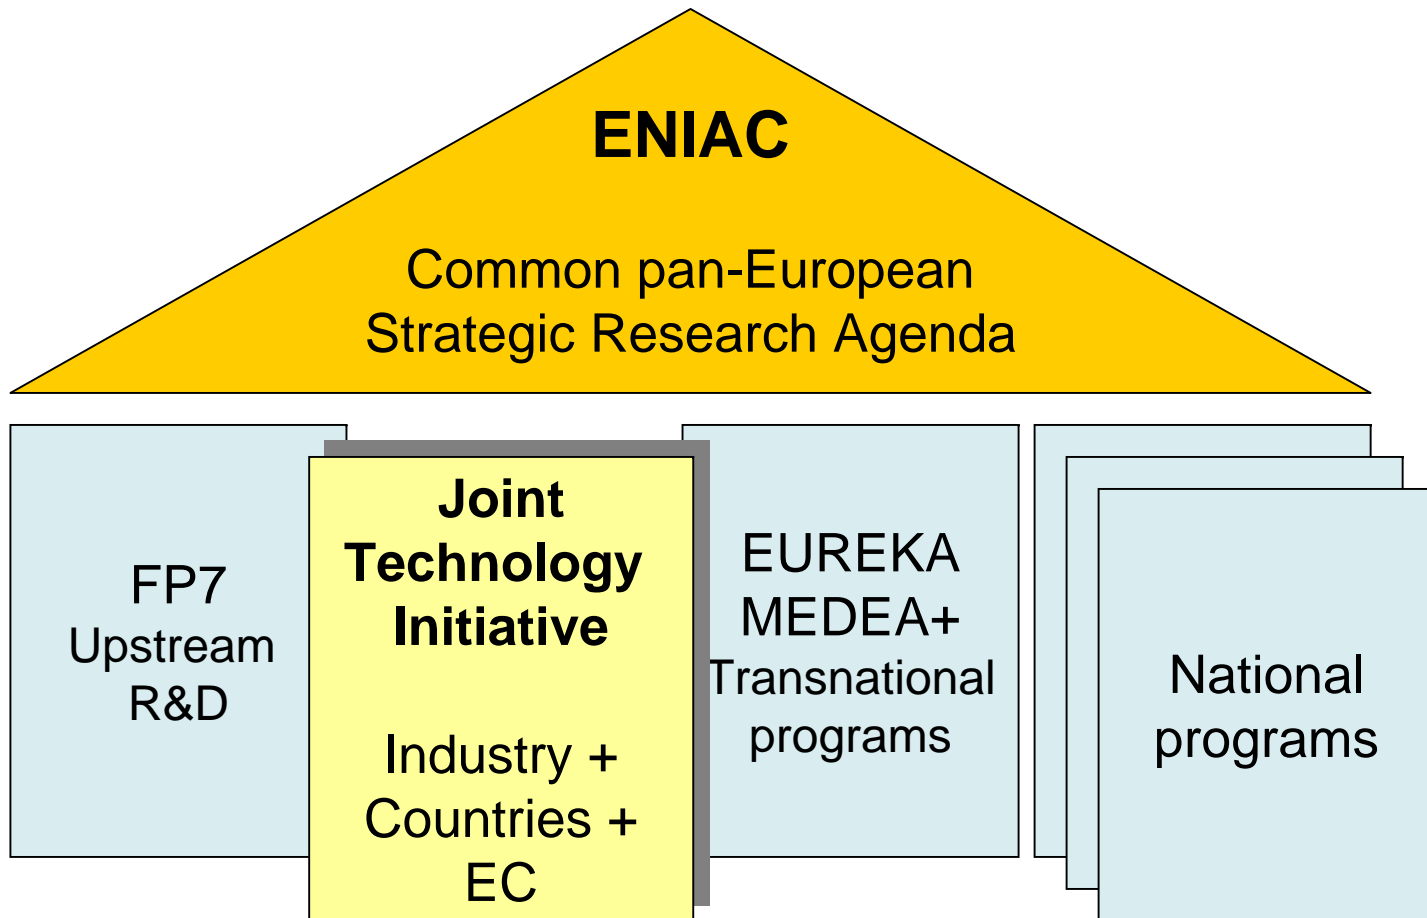 ENIAC
Common pan-European
Strategic Research Agenda
FP7
Upstream
R&D
Joint
Technology
Initiative
Industry +
Countries +
EC
EUREKA
MEDEA+
Transnational
programs
National
programs